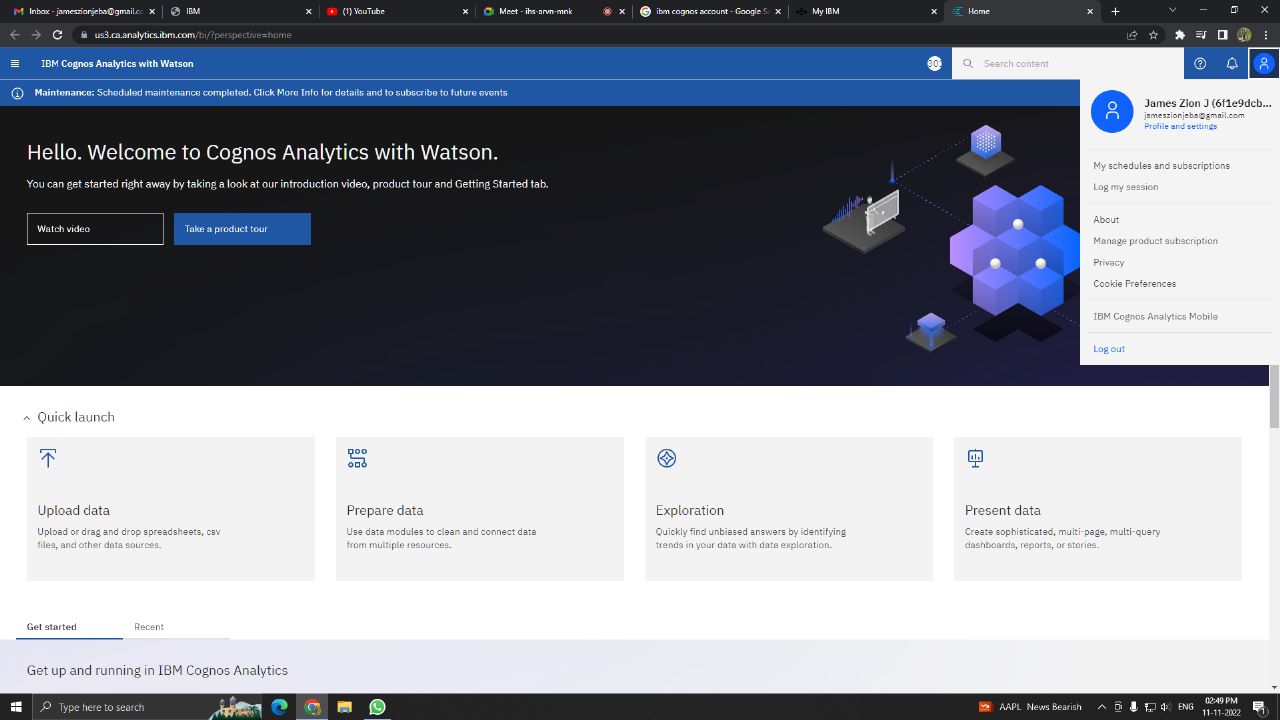 Inbox - jameszionjeba@gmail.cr
IBM
(1) YouTube
Meet - ihs-arvn-mnk
ibm cognos account - Google S
My IBM
Home
us3.ca.analytics.ibm.com/bi/?perspective=home
IBM Cognos Analytics with Watson
Search content
Maintenance: Scheduled maintenance completed. Click More Info for details and to subscribe to future events
James Zion J (6f1e9dcb...
jameszionjeba@gmail.com
Profile and settings
My schedules and subscriptions
Log my session
About
Manage product subscription
Privacy
Cookie Preferences
IBM Cognos Analytics Mobile
Log out
Hello. Welcome to Cognos Analytics with Watson.
You can get started right away by taking a look at our introduction video, product tour and Getting Started tab.
Watch video
Take a product tour
Quick launch
Upload data
Upload or drag and drop spreadsheets, csv
files, and other data sources.
Prepare data
Use data modules to clean and connect data
from multiple resources.
Exploration
Quickly find unbiased answers by identifying
trends in your data with data exploration.
Present data
Create sophisticated, multi-page, multi-query
dashboards, reports, or stories.
Get started
Recent
Get up and running in IBM Cognos Analytics
Type here to search
AAPL News Bearish
ENG
02:49 PM
11-11-2022